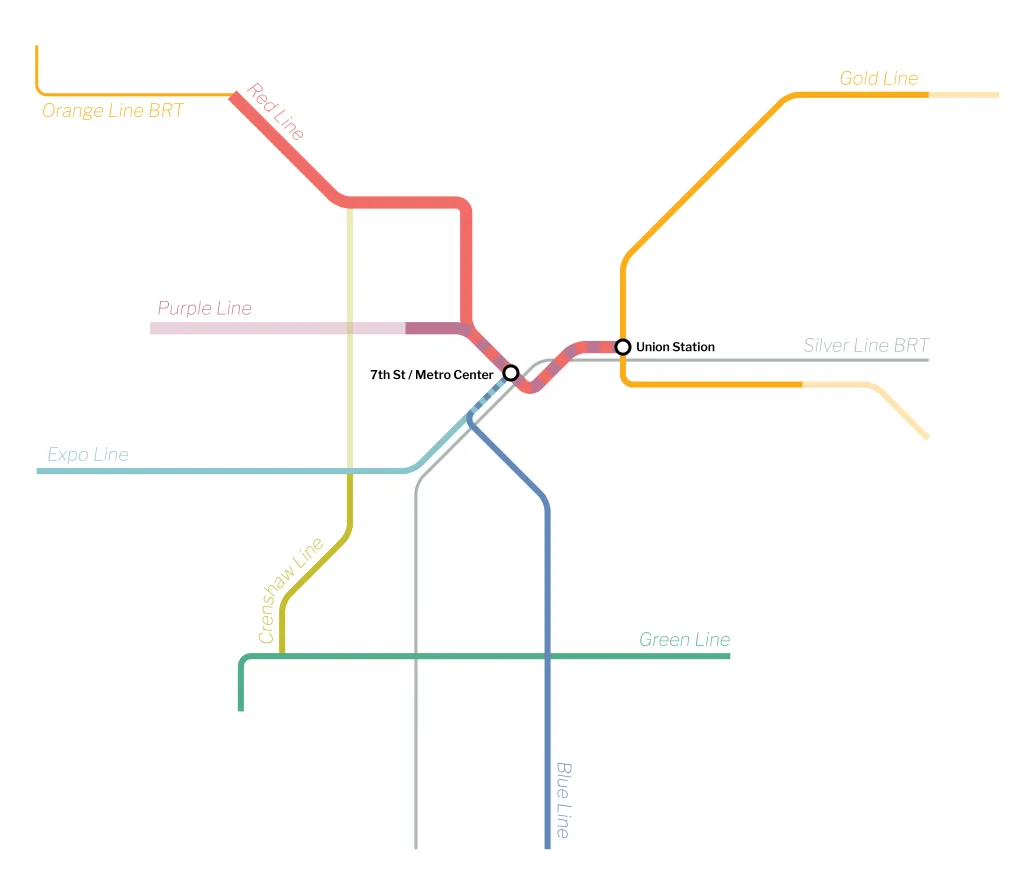 Gold Line
Red Line
Orange Line BRT
Purple Line
Union Station
Silver Line BRT
7th St / Metro Center
Expo Line
Crenshaw Line
Green Line
Blue Line